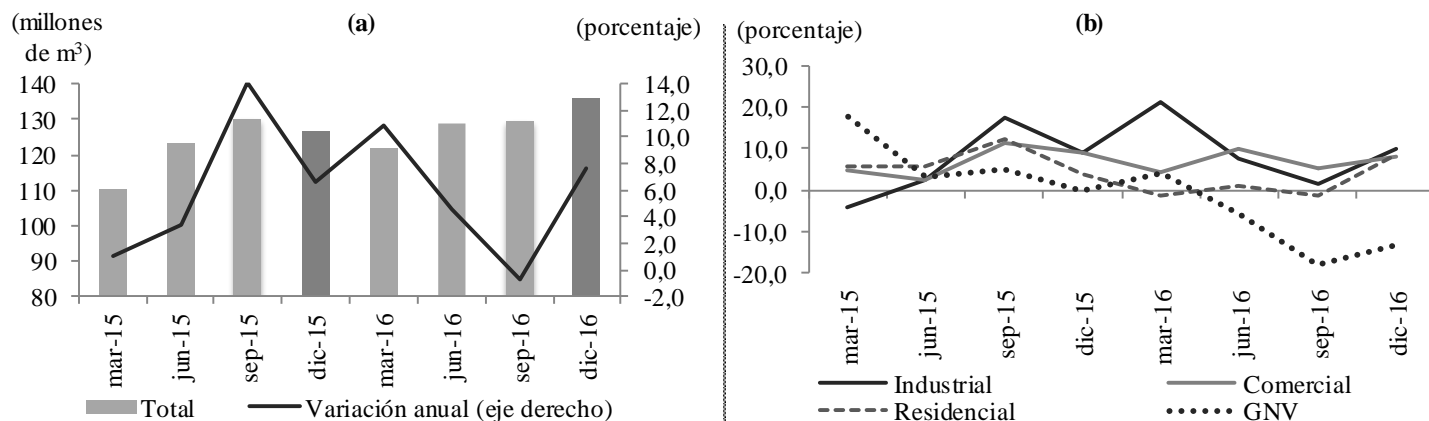 (millones
de m³)
(a)
(porcentaje)
140
130
120
110
100
90
80
14,0
12,0
10,0
8,0
6,0
4,0
2,0
0,0
-2,0
mar-15
jun-15
sep-15
dic-15
mar-16
jun-16
sep-16
dic-16
Total
Variación anual (eje derecho)
(porcentaje)
(b)
30,0
20,0
10,0
0,0
-10,0
-20,0
mar-15
jun-15
sep-15
dic-15
mar-16
jun-16
sep-16
dic-16
Industrial
Comercial
Residencial
GNV